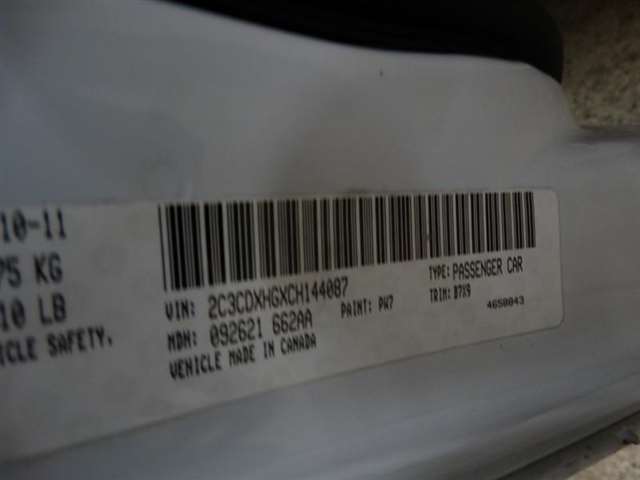 10-11
75 KG
10 LB
ICLE SAFETY.
VIN: 2C3CDXHGXCH144087
TYPE: PASSENGER CAR
MDH: 092621 662AA
PAINT: PW7
TRIM: B7X9
VEHICLE MADE IN CANADA
4650843